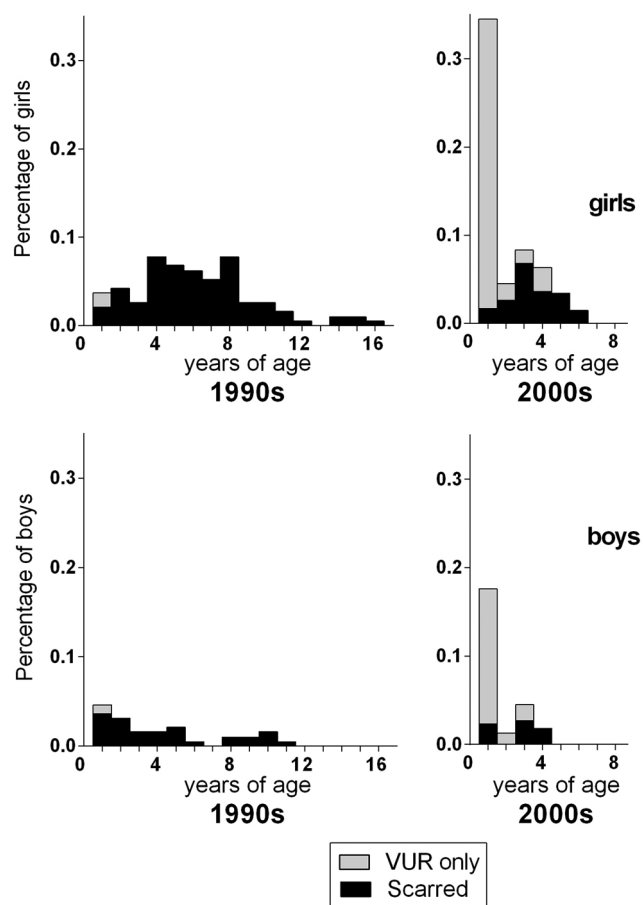 Percentage of girls
0.3
0.2
0.1
0.0
0 4 8 12 16
years of age
1990s
0.3
0.2
0.1
0.0
0 4 8
years of age
2000s
girls
Percentage of boys
0.3
0.2
0.1
0.0
0 4 8 12 16
years of age
1990s
0.3
0.2
0.1
0.0
0 4 8
years of age
2000s
boys
VUR only
Scarred